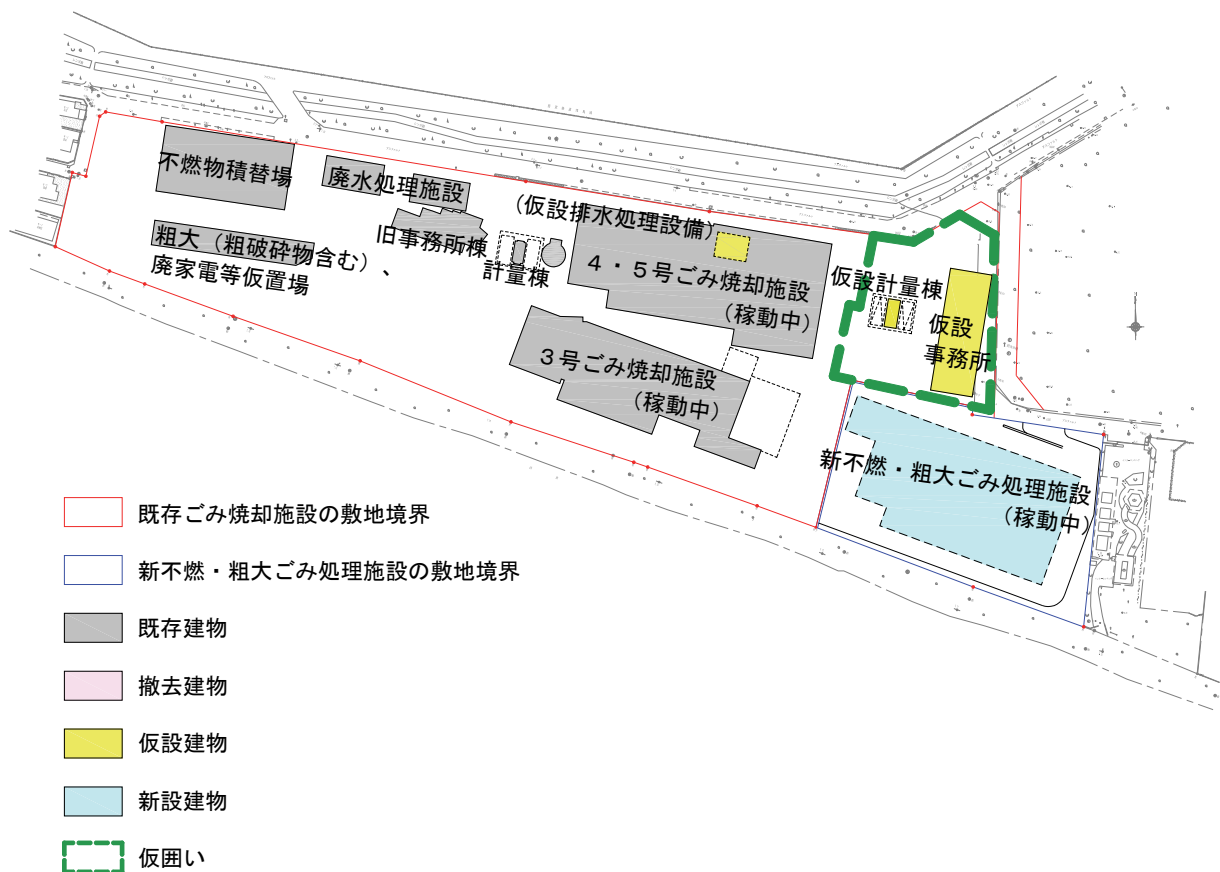 不燃物積替場
廃水処理施設
(仮設排水処理設備)
粗大(粗破砕物含む)、
廃家電等仮置場
旧事務所棟
計量棟
4・5号ごみ焼却施設
(稼動中)
仮設計量棟
仮設
事務所
3号ごみ焼却施設
(稼動中)
新不燃・粗大ごみ処理施設
(稼動中)
既存ごみ焼却施設の敷地境界
新不燃・粗大ごみ処理施設の敷地境界
既存建物
撤去建物
仮設建物
新設建物
仮囲い